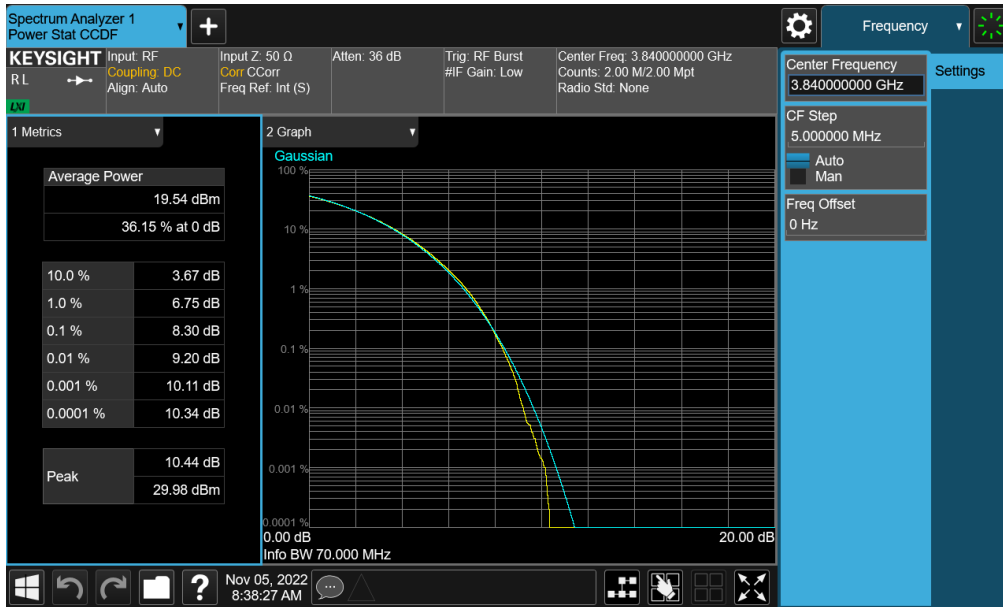 Spectrum Analyzer 1
Power Stat CCDF
Frequency
KEYSIGHT
R L
LXI
Input: RF
Coupling: DC
Align: Auto
Input Z: 50 Ω
Corr CCorr
Freq Ref: Int (S)
Atten: 36 dB
Trig: RF Burst
#IF Gain: Low
Center Freq: 3.840000000 GHz
Counts: 2.00 M/2.00 Mpt
Radio Std: None
Center Frequency
3.840000000 GHz
Settings
CF Step
5.000000 MHz
Auto
Man
Freq Offset
0 Hz
1 Metrics
Average Power
19.54 dBm
36.15 % at 0 dB
10.0 % 3.67 dB
1.0 % 6.75 dB
0.1 % 8.30 dB
0.01 % 9.20 dB
0.001 % 10.11 dB
0.0001 % 10.34 dB
Peak
10.44 dB
29.98 dBm
2 Graph
Gaussian
100 %
10 %
1 %
0.1 %
0.01 %
0.001 %
0.0001 %
0.00 dB 20.00 dB
Info BW 70.000 MHz
?
Nov 05, 2022
8:38:27 AM